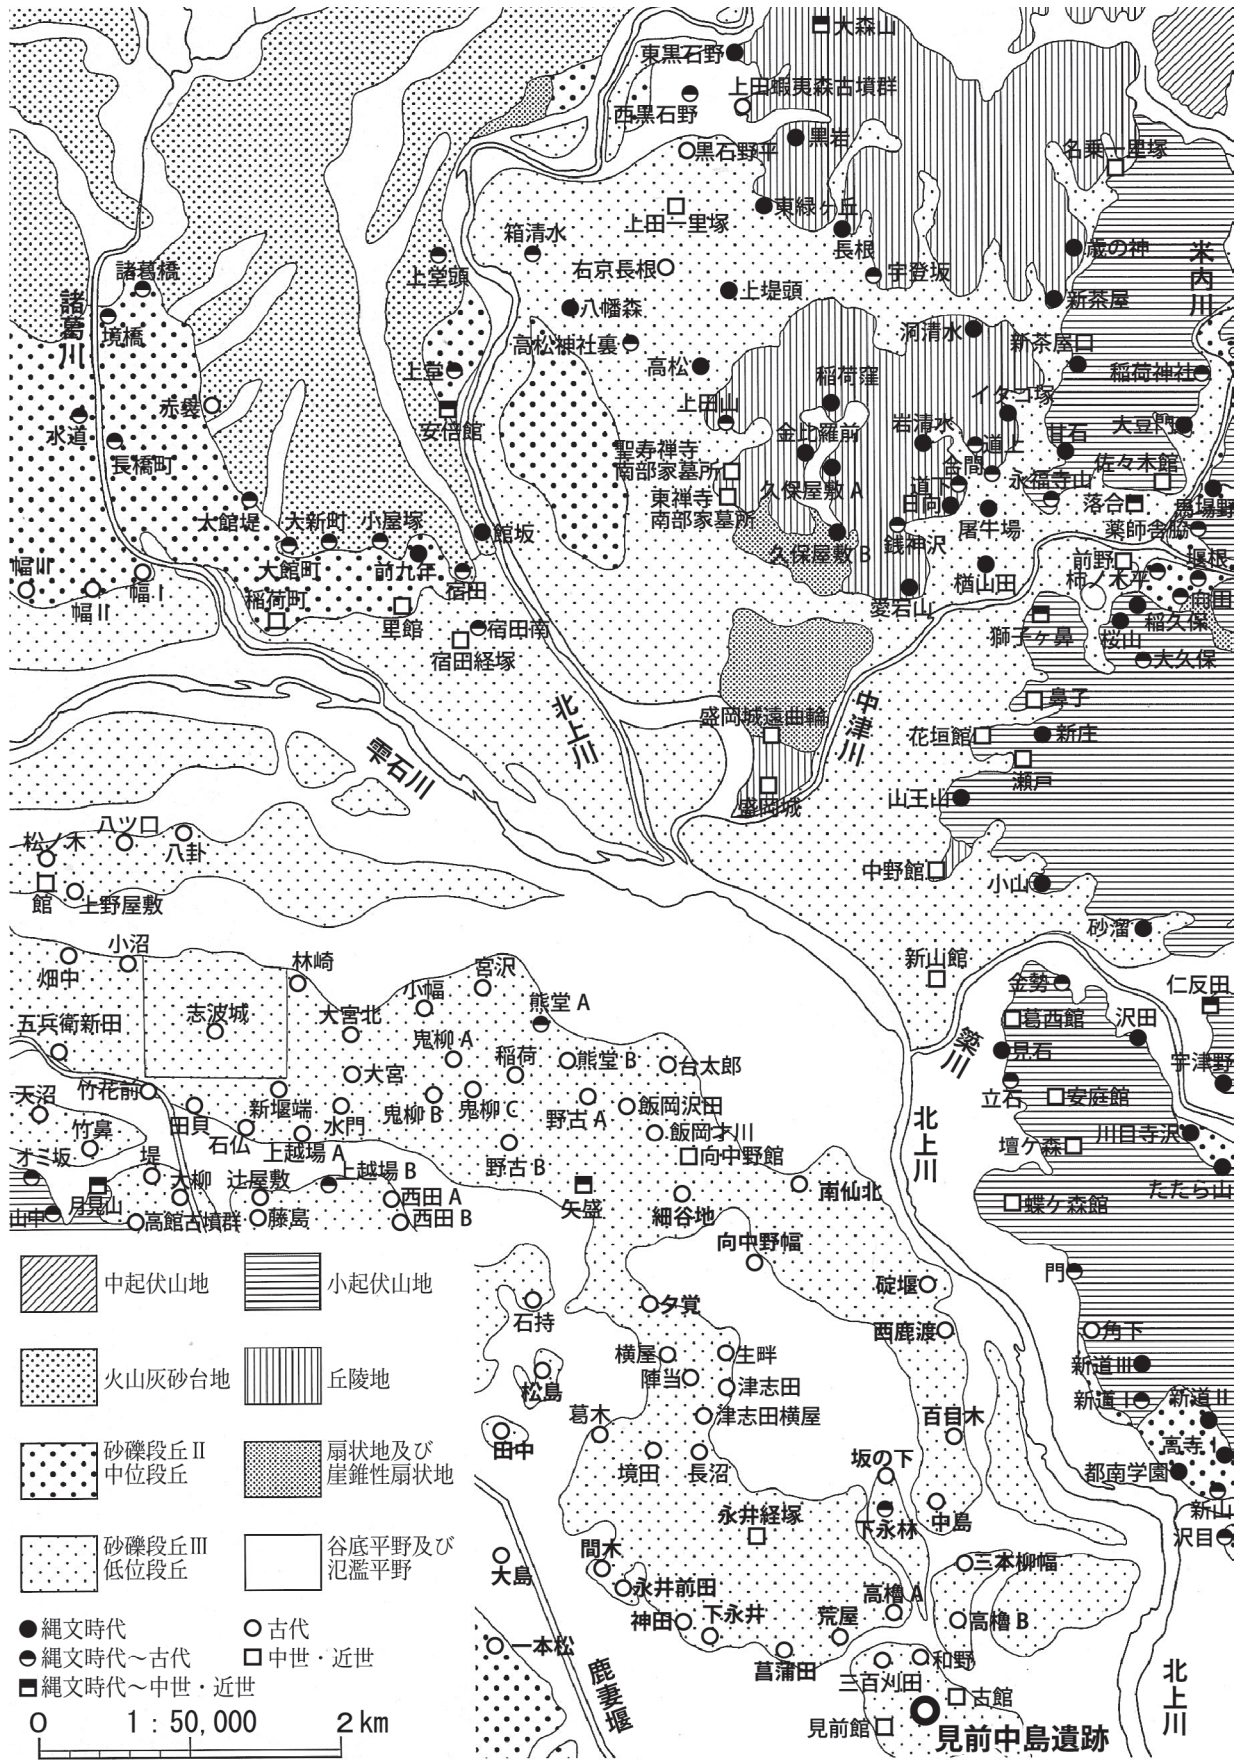 大森山
東黒石野
上田蝦夷森古墳群
西黒石野
黒岩
黒石野平
名乗一里塚
東緑ヶ丘
上田一里塚
長根
箱清水
歳の神
米内川
上堂頭
右京長根
宇登坂
諸葛橋
諸葛川
上堤頭
新茶屋
境橋
八幡森
洞清水
高松神社裏
新茶屋口
高松
稲荷窪
上堂
稲荷神社
イタコ塚
赤袰
上田山
安倍館
水道
金比羅前
岩清水
道上
甘石
大豆門
長橋町
聖寿禅寺
南部家墓所
佐々木館
久保屋敷 A
道下
永福寺山
東禅寺
南部家墓所
日向
落合
馬場野
大館堤
大新町
小屋塚
館坂
久保屋敷 B
銭神沢
屠牛場
薬師舎脇
大館町
前九年
前野
堰根
幅 III
幅 II
幅 I
宿田
楢山田
柿ノ木平
向田
稲荷町
里館
愛宕山
稲久保
宿田南
獅子ヶ鼻
桜山
宿田経塚
大久保
北上川
中津川
鼻子
盛岡城遠曲輪
花垣館
新庄
雫石川
瀬戸
盛岡城
山王山
松ノ木
八ツ口
八卦
中野館
館
上野屋敷
小山
砂溜
畑中
小沼
林崎
宮沢
新山館
金勢
仁反田
小幅
熊堂 A
五兵衛新田
志波城
大宮北
葛西館
沢田
鬼柳 A
簗川
稲荷
熊堂 B
台太郎
見石
大宮
宇津野
天沼
竹花前
立石
安庭館
田貝
新堰端
水門
鬼柳 B
鬼柳 C
野古 A
飯岡沢田
北上川
竹鼻
石仏
飯岡才川
川目寺沢
上越場 A
壇ケ森
オミ坂
堤
野古 B
向中野館
月見山
大柳
辻屋敷
上越場 B
矢盛
南仙北
たたら山
西田 A
細谷地
蝶ケ森館
山中
高館古墳群
藤島
西田 B
向中野幅
中起伏山地
小起伏山地
門
石持
夕覚
碇堰
西鹿渡
角下
火山灰砂台地
丘陵地
横屋
生畔
新道 III
松島
陣当
津志田
新道 I
新道 II
葛木
津志田横屋
百目木
砂礫段丘 II
中位段丘
扇状地及び
崖錐性扇状地
田中
境田
長沼
坂の下
高寺 I
都南学園
永井経塚
下永林
中島
新山
沢目
砂礫段丘 III
低位段丘
谷底平野及び
氾濫平野
大島
間木
三本柳幅
永井前田
高櫓 A
縄文時代
古代
神田
下永井
荒屋
高櫓 B
縄文時代～古代
中世・近世
一本松
菖蒲田
三百刈田
和野
縄文時代～中世・近世
鹿妻堰
古館
北上川
見前館
見前中島遺跡
0 1 : 50,000 2 km